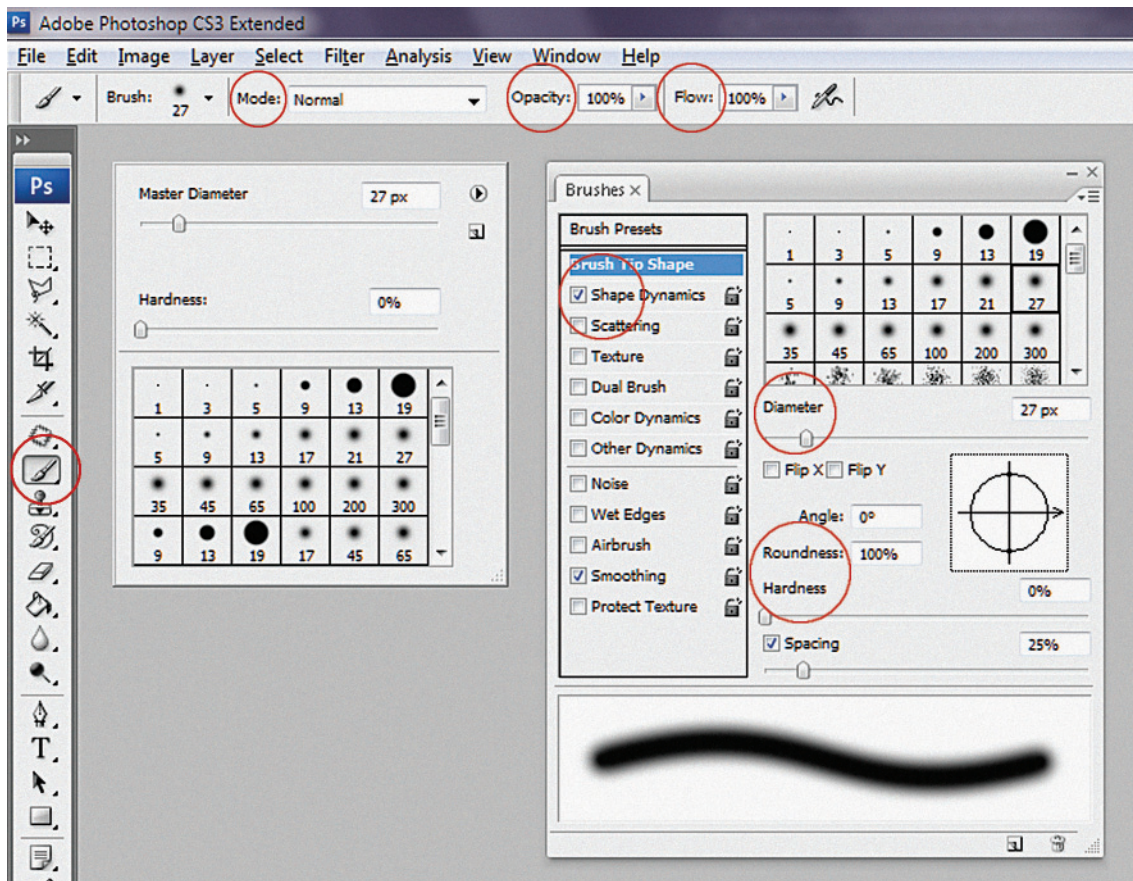 Ps Adobe Photoshop CS3 Extended
File Edit Image Layer Select Filter Analysis View Window Help
Brush: 27 Mode: Normal Opacity: 100% Flow: 100%
Ps
T
Master Diameter 27 px
Hardness: 0%
1 3 5 9 13 19
5 9 13 17 21 27
35 45 65 100 200 300
9 13 19 17 45 65
Brushes ×
Brush Presets
Brush Tip Shape
Shape Dynamics
Scattering
Texture
Dual Brush
Color Dynamics
Other Dynamics
Noise
Wet Edges
Airbrush
Smoothing
Protect Texture
1 3 5 9 13 19
5 9 13 17 21 27
35 45 65 100 200 300
Diameter 27 px
Flip X Flip Y
Angle: 0º
Roundness: 100%
Hardness 0%
Spacing 25%